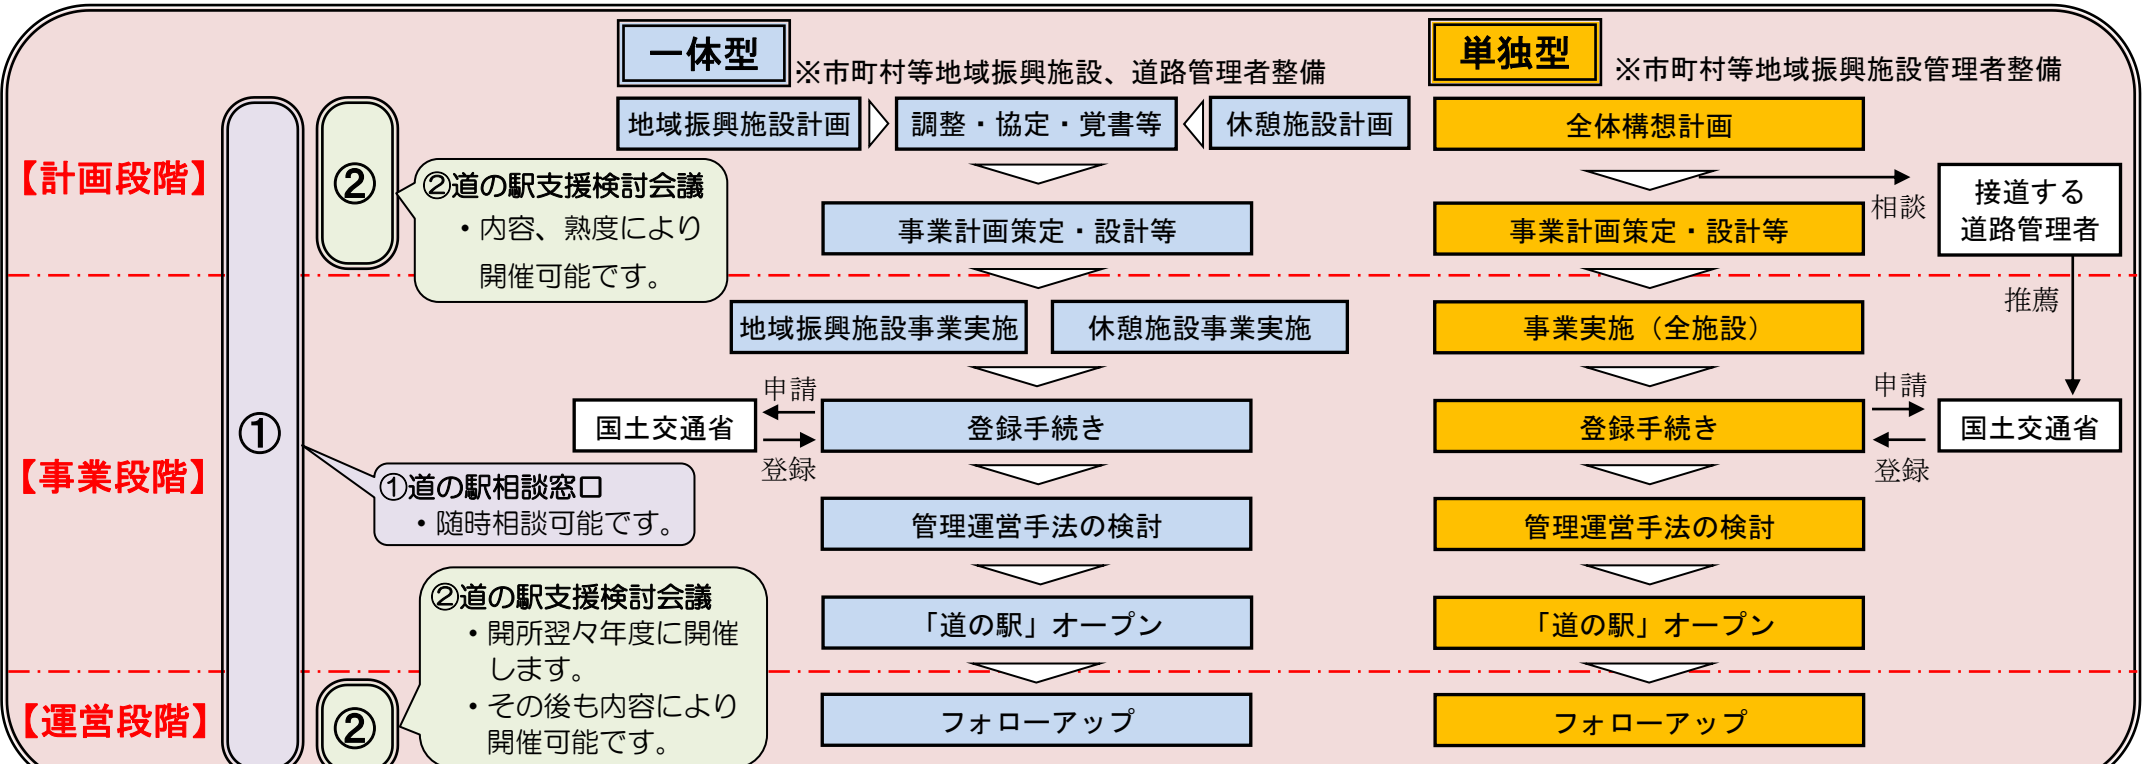 一体型
※市町村等地域振興施設、道路管理者整備
単独型
※市町村等地域振興施設管理者整備
地域振興施設計画
調整・協定・覚書等
休憩施設計画
全体構想計画
【計画段階】
②
②道の駅支援検討会議
・内容、熟度により
開催可能です。
事業計画策定・設計等
事業計画策定・設計等
相談
接道する
道路管理者
推薦
地域振興施設事業実施
休憩施設事業実施
事業実施（全施設）
【事業段階】
①
①道の駅相談窓口
・随時相談可能です。
国土交通省
申請
登録
登録手続き
登録手続き
申請
登録
国土交通省
管理運営手法の検討
管理運営手法の検討
「道の駅」オープン
「道の駅」オープン
【運営段階】
②
②道の駅支援検討会議
・開所翌々年度に開催
します。
・その後も内容により
開催可能です。
フォローアップ
フォローアップ